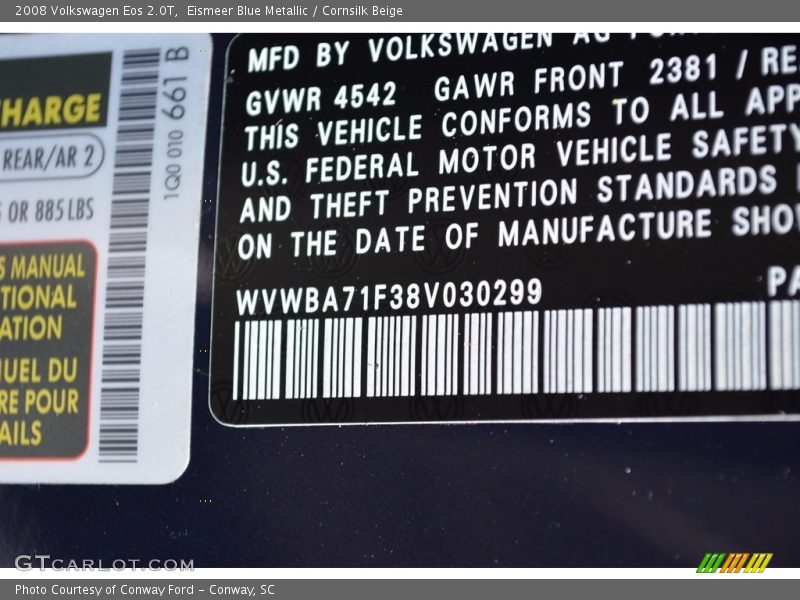 2008 Volkswagen Eos 2.0T, Eismeer Blue Metallic / Cornsilk Beige
HARGE
REAR/AR 2
OR 885 LBS
S MANUAL
TIONAL
ATION
UEL DU
RE POUR
AILS
1Q0 010 661 B
MFD BY VOLKSWAGEN AG
GVWR 4542 GAWR FRONT 2381 / RE
THIS VEHICLE CONFORMS TO ALL APP
U.S. FEDERAL MOTOR VEHICLE SAFETY
AND THEFT PREVENTION STANDARDS
ON THE DATE OF MANUFACTURE SHO
WVWBA71F38V030299
PA
GTCARLOT.COM
Photo Courtesy of Conway Ford - Conway, SC